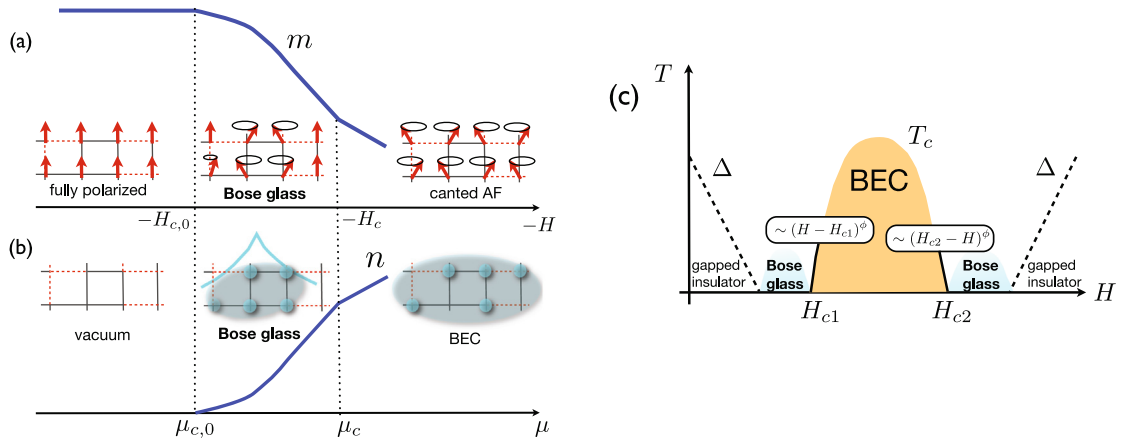 (a)
m
fully polarized
Bose glass
canted AF
−H_{c,0}
−H_c
−H
(b)
n
vacuum
Bose glass
BEC
μ_{c,0}
μ_c
μ
(c)
T
T_c
Δ
BEC
Δ
∼ (H − H_{c1})^ϕ
∼ (H_{c2} − H)^ϕ
gapped
insulator
Bose
glass
Bose
glass
gapped
insulator
H_{c1}
H_{c2}
H